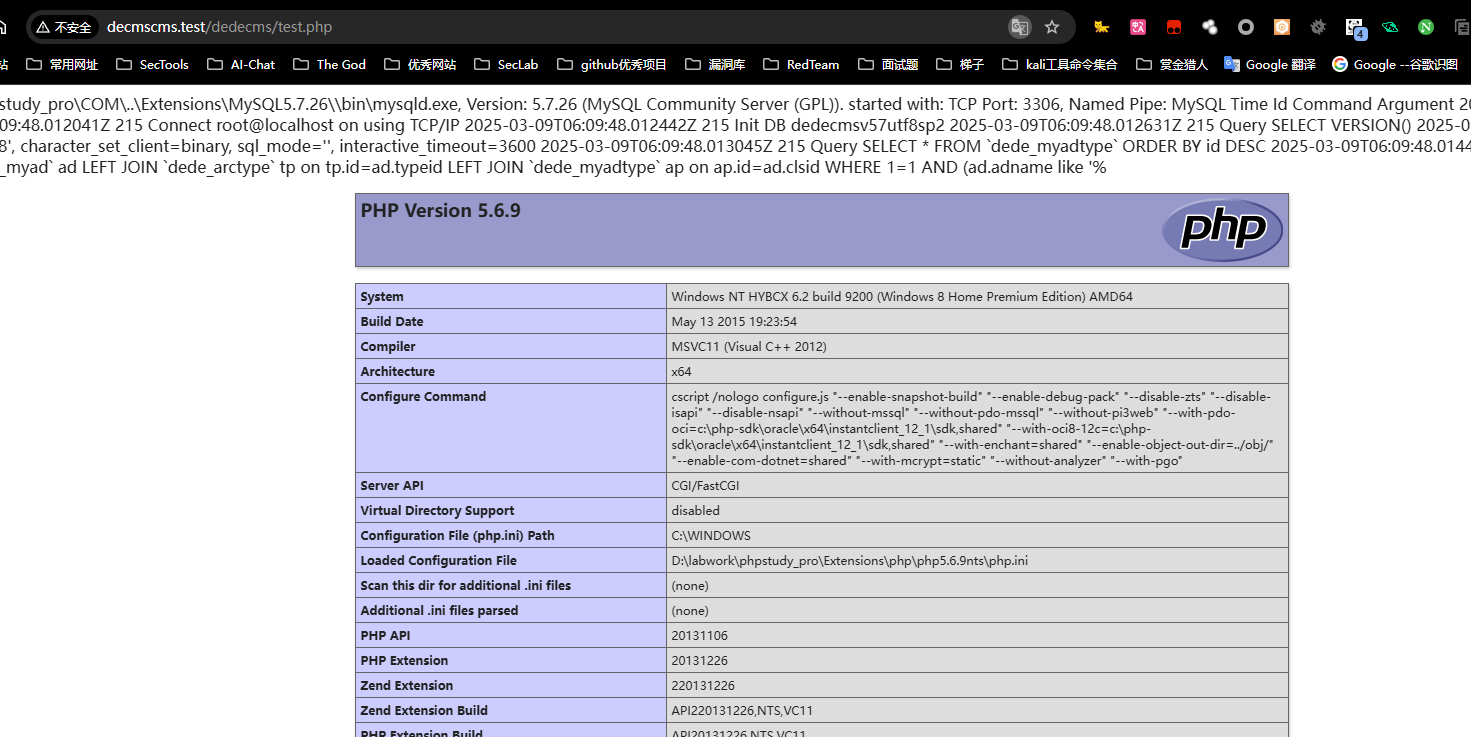 不安全 decmscms.test/dedecms/test.php
4
站 常用网址 SecTools AI-Chat The God 优秀网站 SecLab github优秀项目 漏洞库 RedTeam 面试题 梯子 kali工具命令集合 赏金猎人 Google 翻译 Google --谷歌识图
study_pro\COM\..\Extensions\MySQL5.7.26\\bin\mysqld.exe, Version: 5.7.26 (MySQL Community Server (GPL)). started with: TCP Port: 3306, Named Pipe: MySQL Time Id Command Argument 20
09:48.012041Z 215 Connect root@localhost on using TCP/IP 2025-03-09T06:09:48.012442Z 215 Init DB dedecmsv57utf8sp2 2025-03-09T06:09:48.012631Z 215 Query SELECT VERSION() 2025-0
8', character_set_client=binary, sql_mode='', interactive_timeout=3600 2025-03-09T06:09:48.013045Z 215 Query SELECT * FROM `dede_myadtype` ORDER BY id DESC 2025-03-09T06:09:48.0144
_myad` ad LEFT JOIN `dede_arctype` tp on tp.id=ad.typeid LEFT JOIN `dede_myadtype` ap on ap.id=ad.clsid WHERE 1=1 AND (ad.adname like '%
PHP Version 5.6.9
php
System Windows NT HYBCX 6.2 build 9200 (Windows 8 Home Premium Edition) AMD64
Build Date May 13 2015 19:23:54
Compiler MSVC11 (Visual C++ 2012)
Architecture x64
Configure Command cscript /nologo configure.js "--enable-snapshot-build" "--enable-debug-pack" "--disable-zts" "--disable-
isapi" "--disable-nsapi" "--without-mssql" "--without-pdo-mssql" "--without-pi3web" "--with-pdo-
oci=c:\php-sdk\oracle\x64\instantclient_12_1\sdk,shared" "--with-oci8-12c=c:\php-
sdk\oracle\x64\instantclient_12_1\sdk,shared" "--with-enchant=shared" "--enable-object-out-dir=../obj/"
"--enable-com-dotnet=shared" "--with-mcrypt=static" "--without-analyzer" "--with-pgo"
Server API CGI/FastCGI
Virtual Directory Support disabled
Configuration File (php.ini) Path C:\WINDOWS
Loaded Configuration File D:\labwork\phpstudy_pro\Extensions\php\php5.6.9nts\php.ini
Scan this dir for additional .ini files (none)
Additional .ini files parsed (none)
PHP API 20131106
PHP Extension 20131226
Zend Extension 220131226
Zend Extension Build API220131226,NTS,VC11
PHP Extension Build API20131226,NTS,VC11